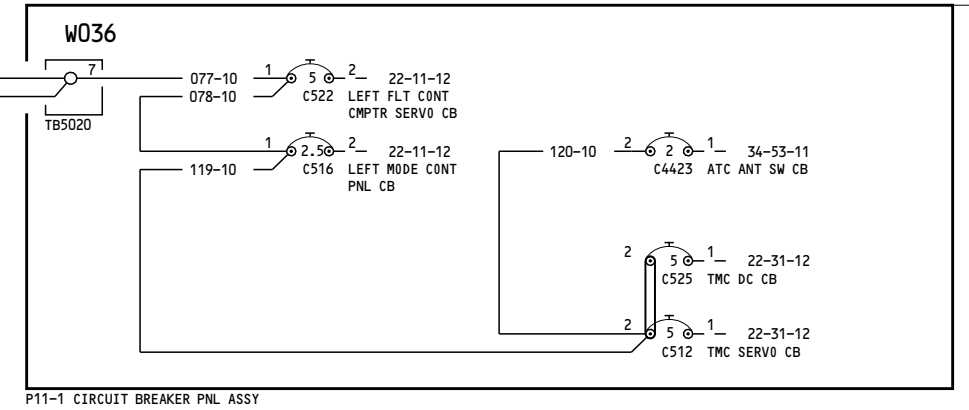 W036
7
TB5020
077-10 1 5 2 22-11-12
078-10 C522 LEFT FLT CONT
CMPTR SERVO CB
1 2.5 2 22-11-12
119-10 C516 LEFT MODE CONT
PNL CB
120-10 2 2 1 34-53-11
C4423 ATC ANT SW CB
2 5 1 22-31-12
C525 TMC DC CB
2 5 1 22-31-12
C512 TMC SERVO CB
P11-1 CIRCUIT BREAKER PNL ASSY